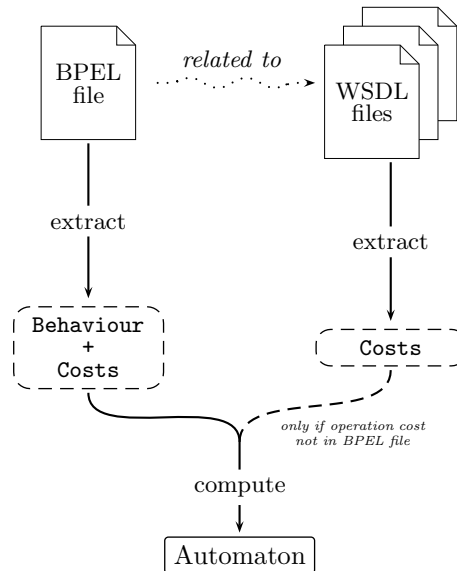 related to
BPEL
file
WSDL
files
extract
extract
Behaviour
+
Costs
Costs
only if operation cost
not in BPEL file
compute
Automaton